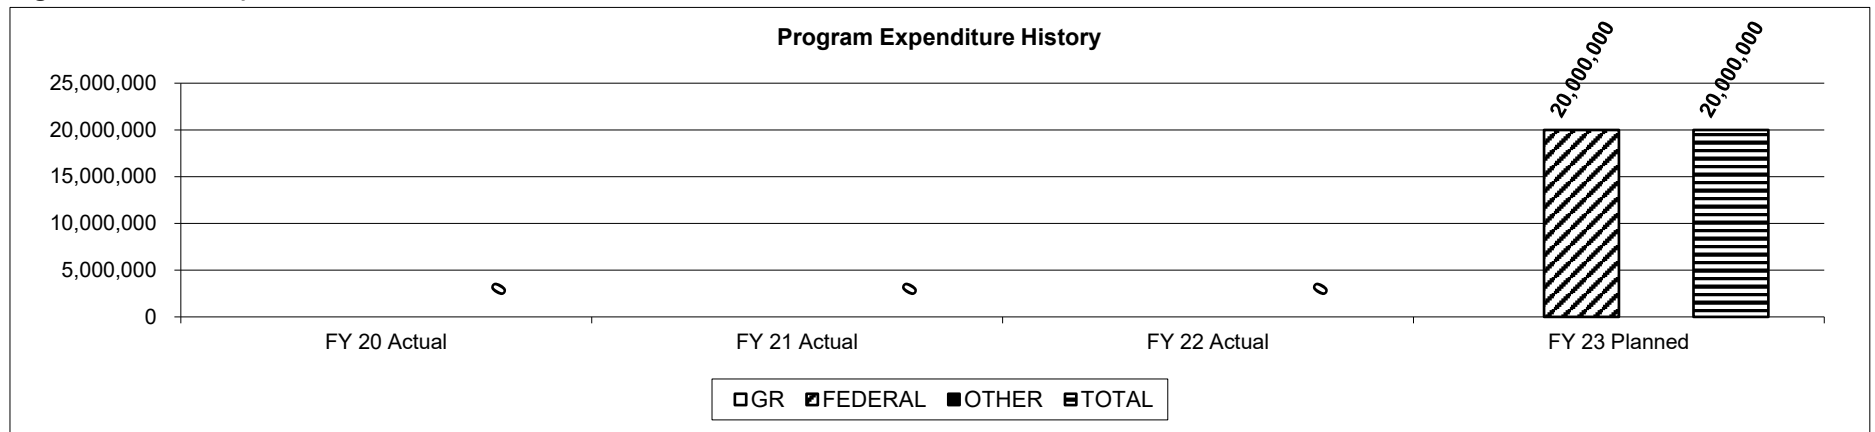 Program Expenditure History
25,000,000
20,000,000
15,000,000
10,000,000
5,000,000
0
0
0
0
20,000,000
20,000,000
FY 20 Actual
FY 21 Actual
FY 22 Actual
FY 23 Planned
GR FEDERAL OTHER TOTAL